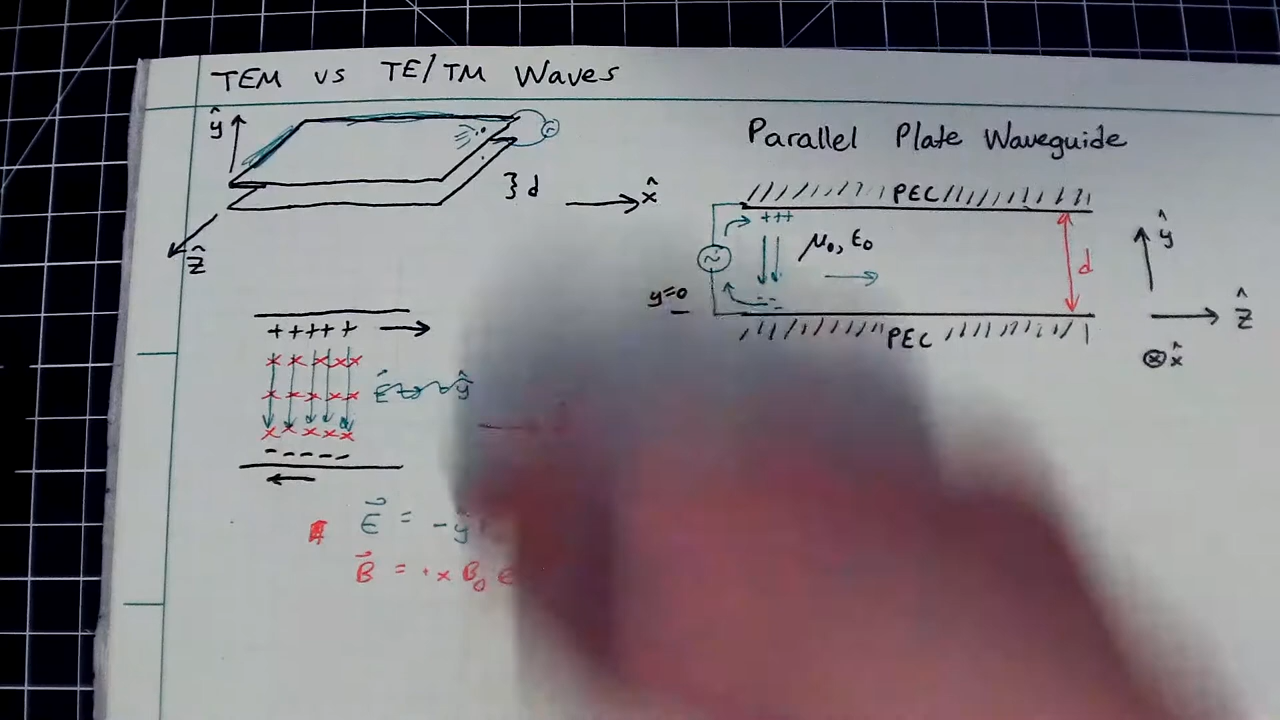 TEM vs TE/TM Waves
ŷ
} d
x̂
ẑ
Parallel Plate Waveguide
PEC
+++
μ₀, ε₀
d
y=0
--
PEC
ŷ
ẑ
⊗ x̂
+ + + + +
x x x x x
x x x x x
ŷ
x x x x x
- - - - -
E⃗ = -ŷ
B⃗ = +x B₀ e